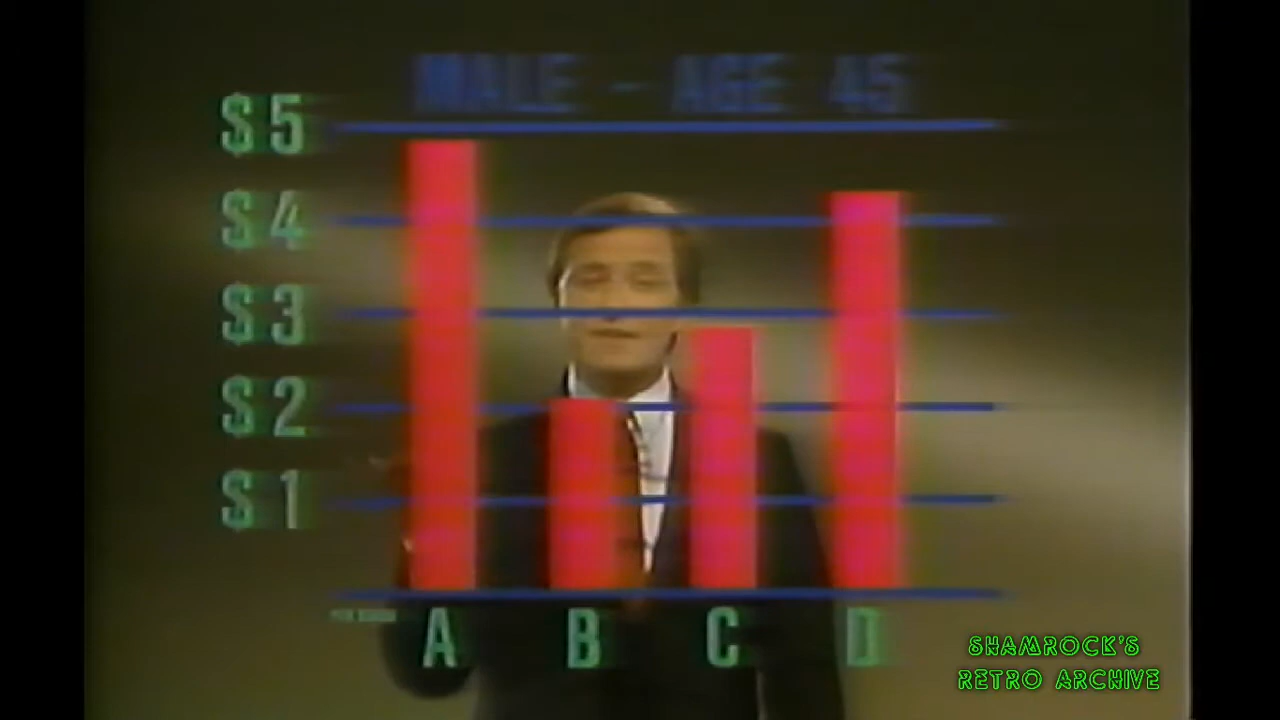 MALE - AGE 45
$5
$4
$3
$2
$1
A B C D
SHAMROCK'S
RETRO ARCHIVE